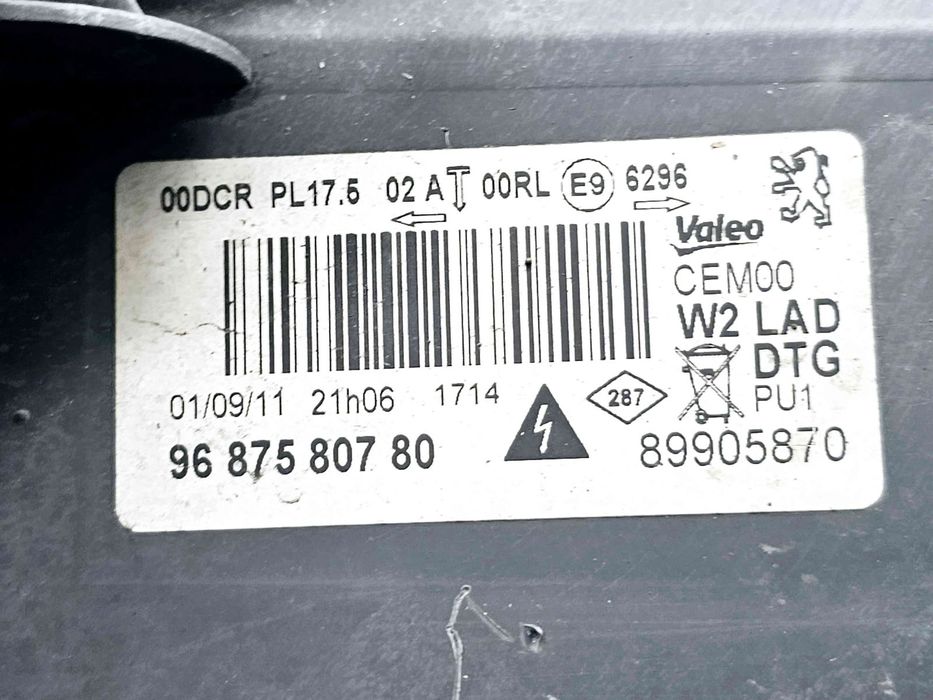 00DCR PL17.5 02 A 00RL E9 6296
Valeo
CEM00
W2 LAD
DTG
PU1
01/09/11 21h06 1714
287
96 875 807 80
89905870